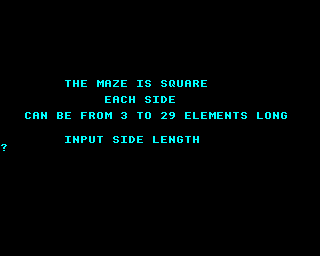 THE MAZE IS SQUARE
EACH SIDE
CAN BE FROM 3 TO 29 ELEMENTS LONG
INPUT SIDE LENGTH
?